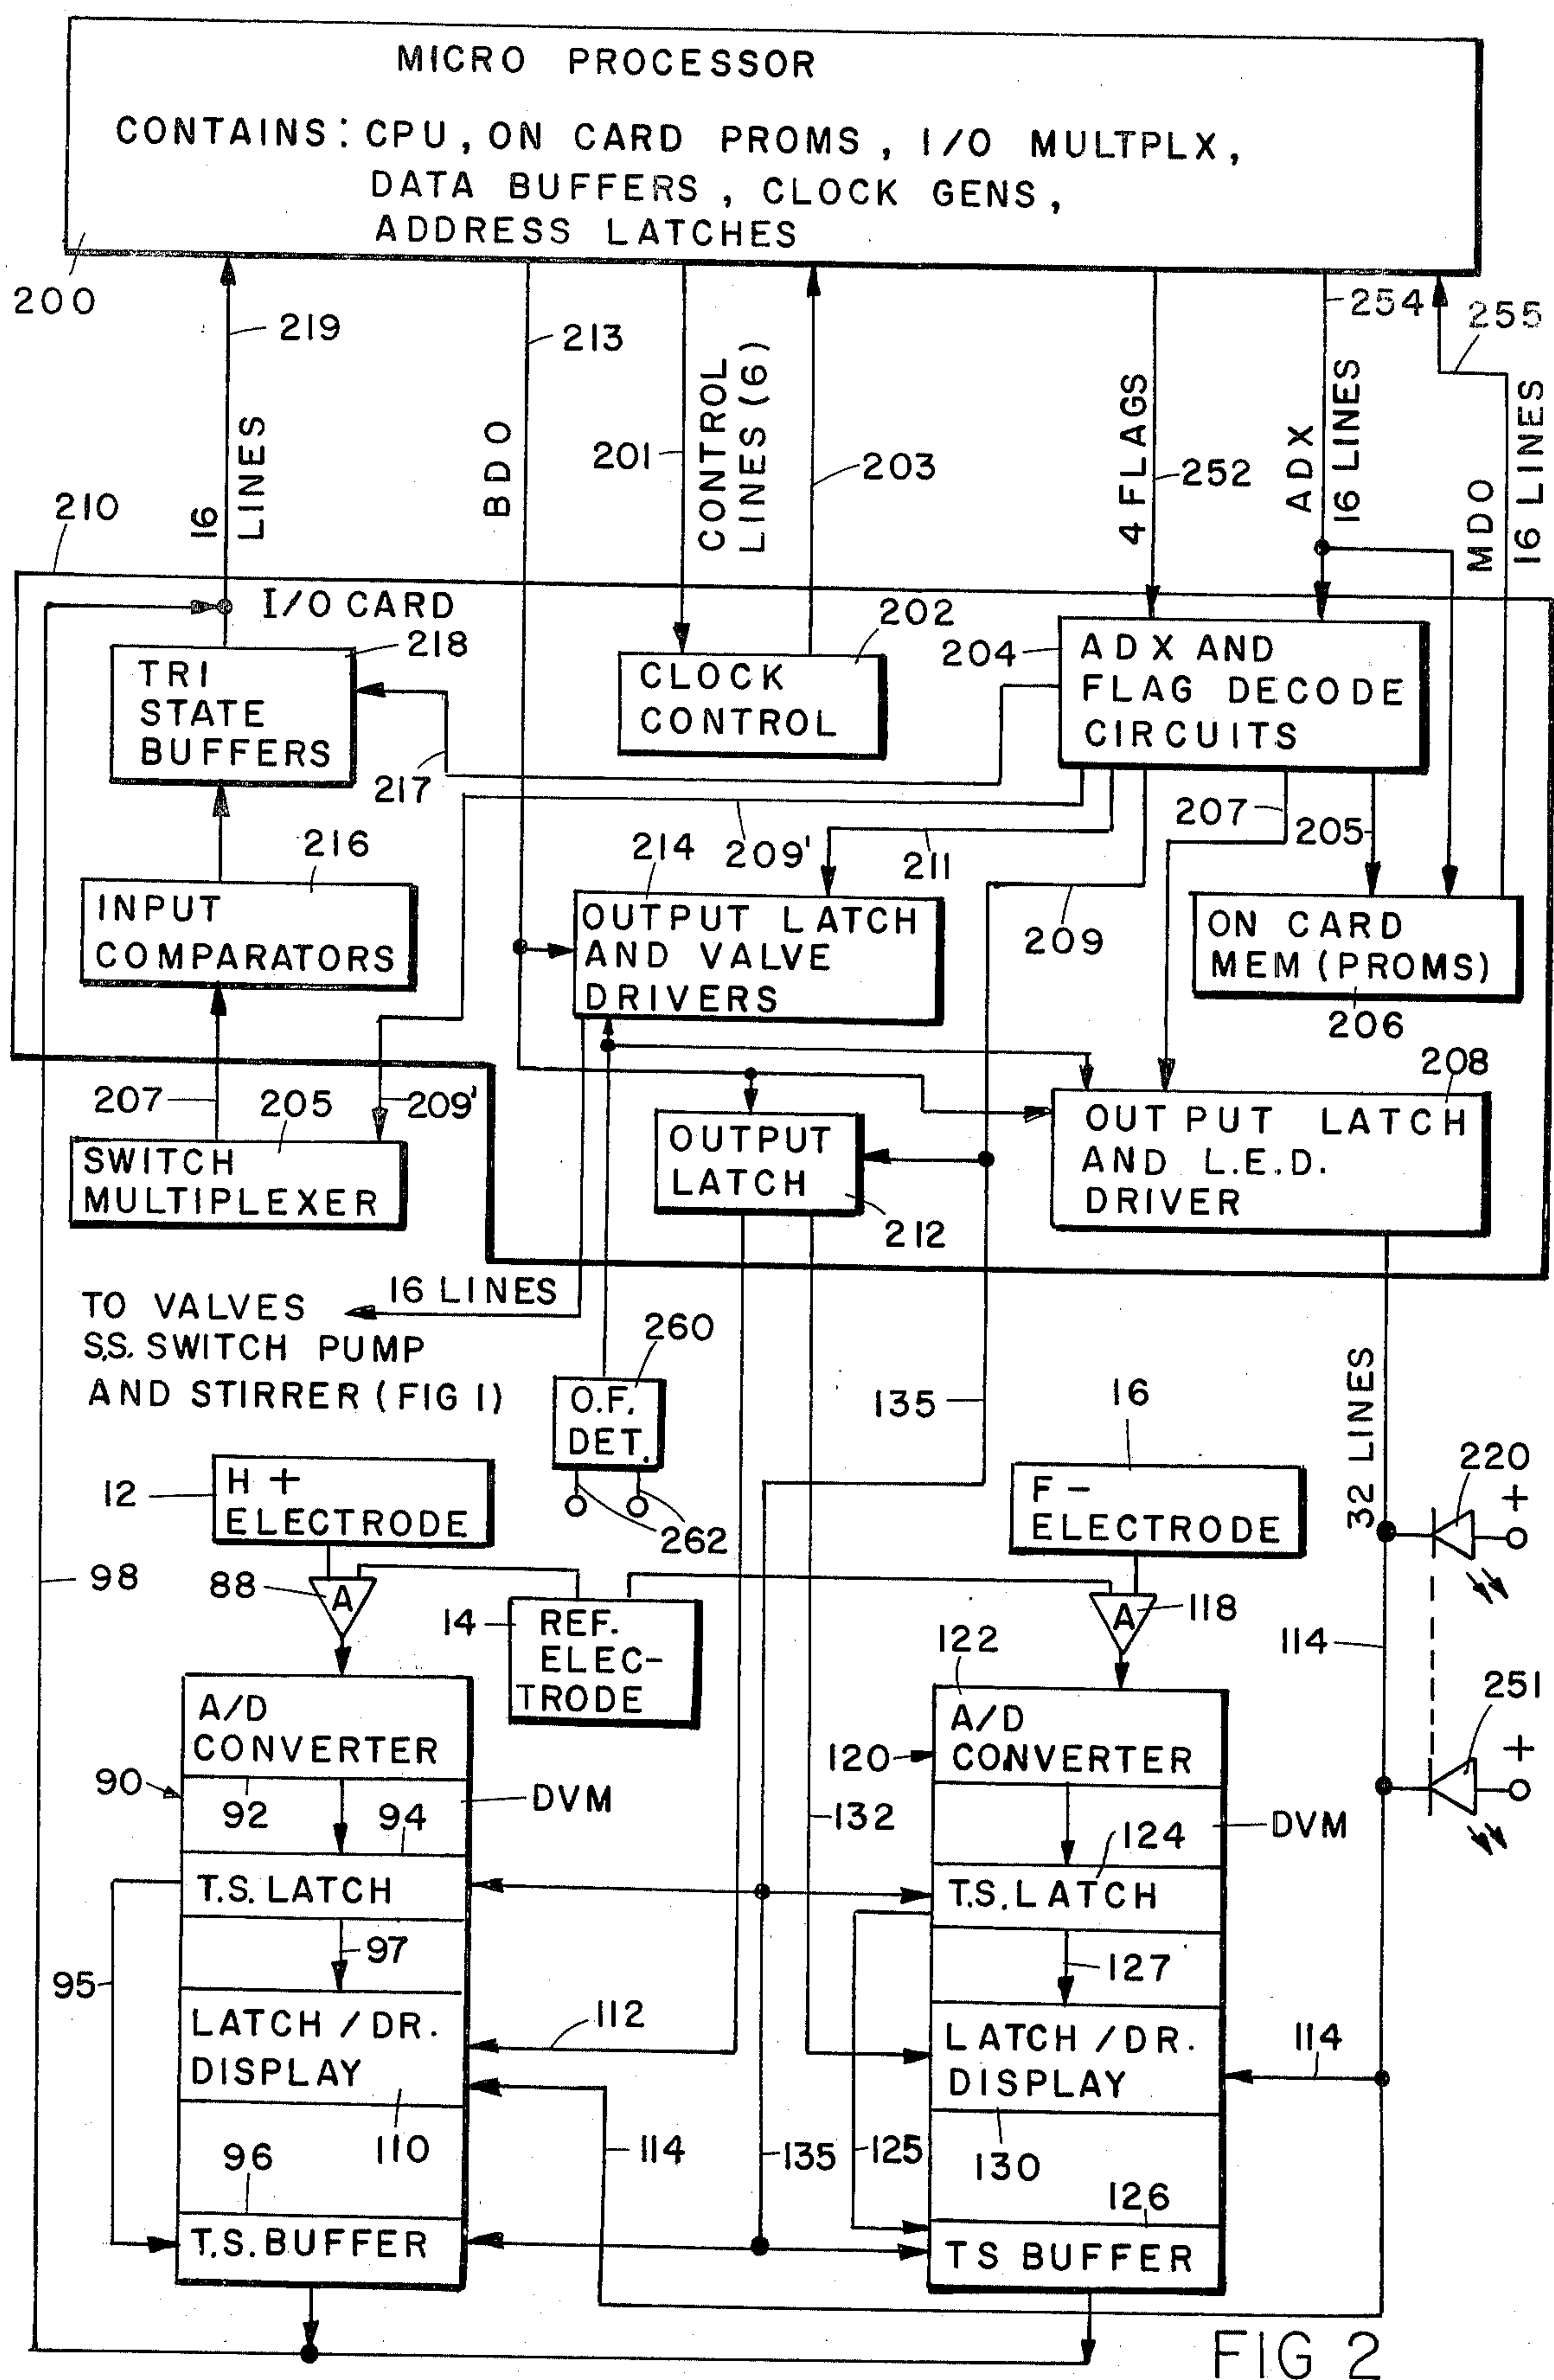 MICRO PROCESSOR
CONTAINS: CPU, ON CARD PROMS, I/O MULTPLX,
DATA BUFFERS, CLOCK GENS,
ADDRESS LATCHES
200
219
213
254
255
16
LINES
BDO
201
CONTROL
LINES (6)
203
4 FLAGS
252
ADX
16 LINES
MDO
16 LINES
210
I/O CARD
218
202
204
TRI
STATE
BUFFERS
CLOCK
CONTROL
ADX AND
FLAG DECODE
CIRCUITS
217
209'
211
207
205
216
214
209
INPUT
COMPARATORS
OUTPUT LATCH
AND VALVE
DRIVERS
ON CARD
MEM (PROMS)
206
207
205
209'
208
SWITCH
MULTIPLEXER
OUTPUT
LATCH
212
OUTPUT LATCH
AND L.E.D.
DRIVER
16 LINES
TO VALVES
S.S. SWITCH PUMP
AND STIRRER (FIG 1)
260
O.F.
DET.
262
135
16
32 LINES
220
+
12
H +
ELECTRODE
F -
ELECTRODE
98
88
A
14
REF.
ELEC-
TRODE
A
118
122
114
251
+
A/D
CONVERTER
90
92
94
DVM
120
A/D
CONVERTER
132
124
DVM
T.S. LATCH
T.S. LATCH
97
95
127
LATCH / DR.
DISPLAY
112
LATCH / DR.
DISPLAY
114
110
114
135
125
130
96
126
T.S. BUFFER
TS BUFFER
FIG 2